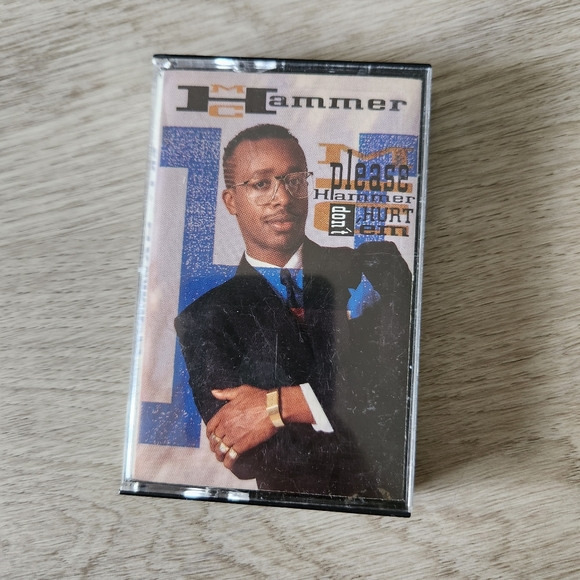 MC Hammer
please
Hammer
don't HURT
'em